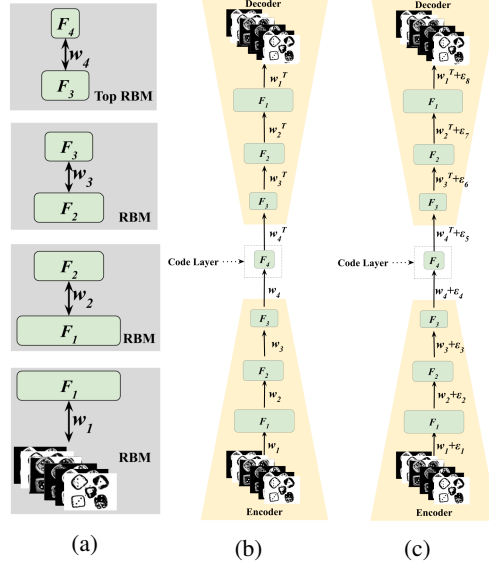 F₄
w₄
F₃
Top RBM
F₃
w₃
F₂
RBM
F₂
w₂
F₁
RBM
F₁
w₁
RBM
(a)
Decoder
w₁ᵀ
F₁
w₂ᵀ
F₂
w₃ᵀ
F₃
w₄ᵀ
Code Layer
F₄
w₄
F₃
w₃
F₂
w₂
F₁
w₁
Encoder
(b)
Decoder
w₁ᵀ+ε₈
F₁
w₂ᵀ+ε₇
F₂
w₃ᵀ+ε₆
F₃
w₄ᵀ+ε₅
Code Layer
F₄
w₄+ε₄
F₃
w₃+ε₃
F₂
w₂+ε₂
F₁
w₁+ε₁
Encoder
(c)